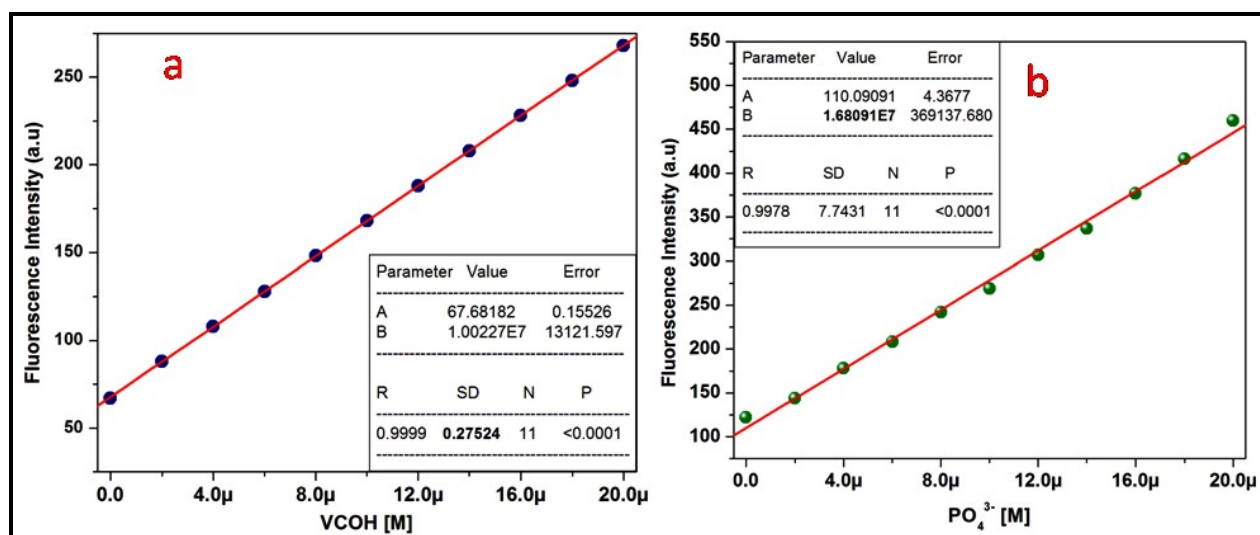 a
Fluorescence Intensity (a.u)
250
200
150
100
50
0.0 4.0µ 8.0µ 12.0µ 16.0µ 20.0µ
VCOH [M]
Parameter Value Error
A 67.68182 0.15526
B 1.00227E7 13121.597
R SD N P
0.9999 0.27524 11 <0.0001
b
Fluorescence Intensity (a.u)
550
500
450
400
350
300
250
200
150
100
0.0 4.0µ 8.0µ 12.0µ 16.0µ 20.0µ
PO₄³⁻ [M]
Parameter Value Error
A 110.09091 4.3677
B 1.68091E7 369137.680
R SD N P
0.9978 7.7431 11 <0.0001